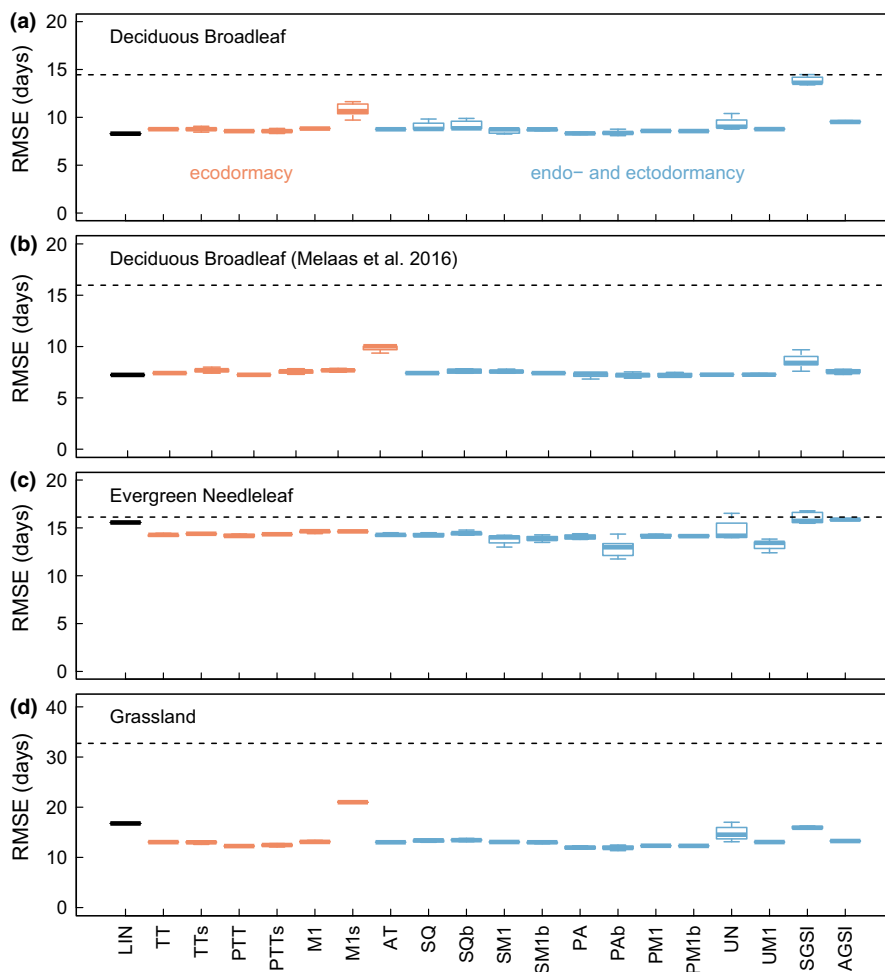 (a)
Deciduous Broadleaf
RMSE (days)
20
15
10
5
0
ecodormacy
endo− and ectodormancy
(b)
Deciduous Broadleaf (Melaas et al. 2016)
RMSE (days)
20
15
10
5
0
(c)
Evergreen Needleleaf
RMSE (days)
20
15
10
5
0
(d)
Grassland
RMSE (days)
40
30
20
10
0
LIN
TT
TTs
PTT
PTTs
M1
M1s
AT
SQ
SQb
SM1
SM1b
PA
PAb
PM1
PM1b
UN
UM1
SGSI
AGSI